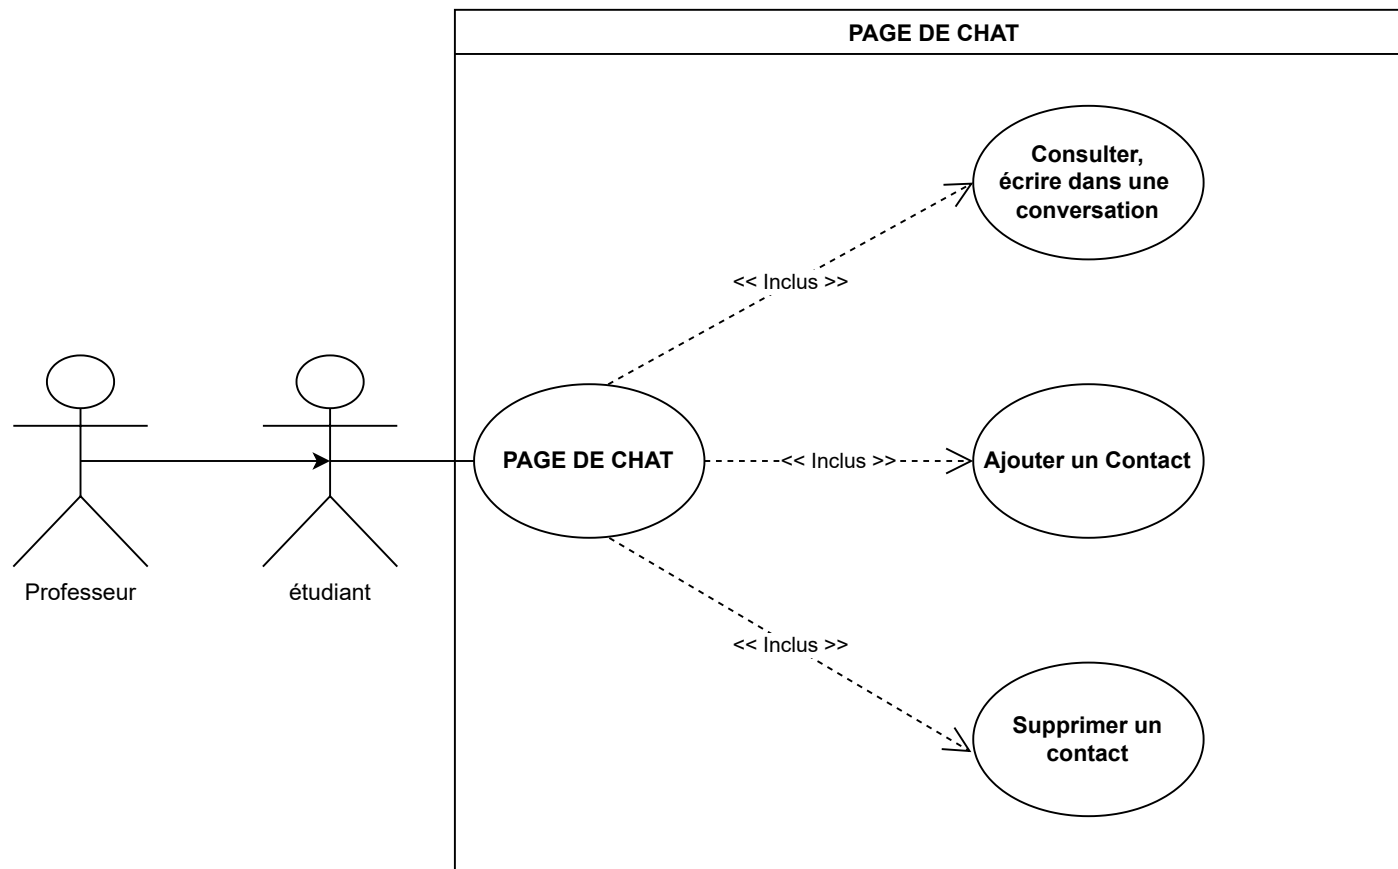 PAGE DE CHAT
Consulter,
écrire dans une
conversation
<< Inclus >>
PAGE DE CHAT
<< Inclus >>
Ajouter un Contact
Professeur
étudiant
<< Inclus >>
Supprimer un
contact